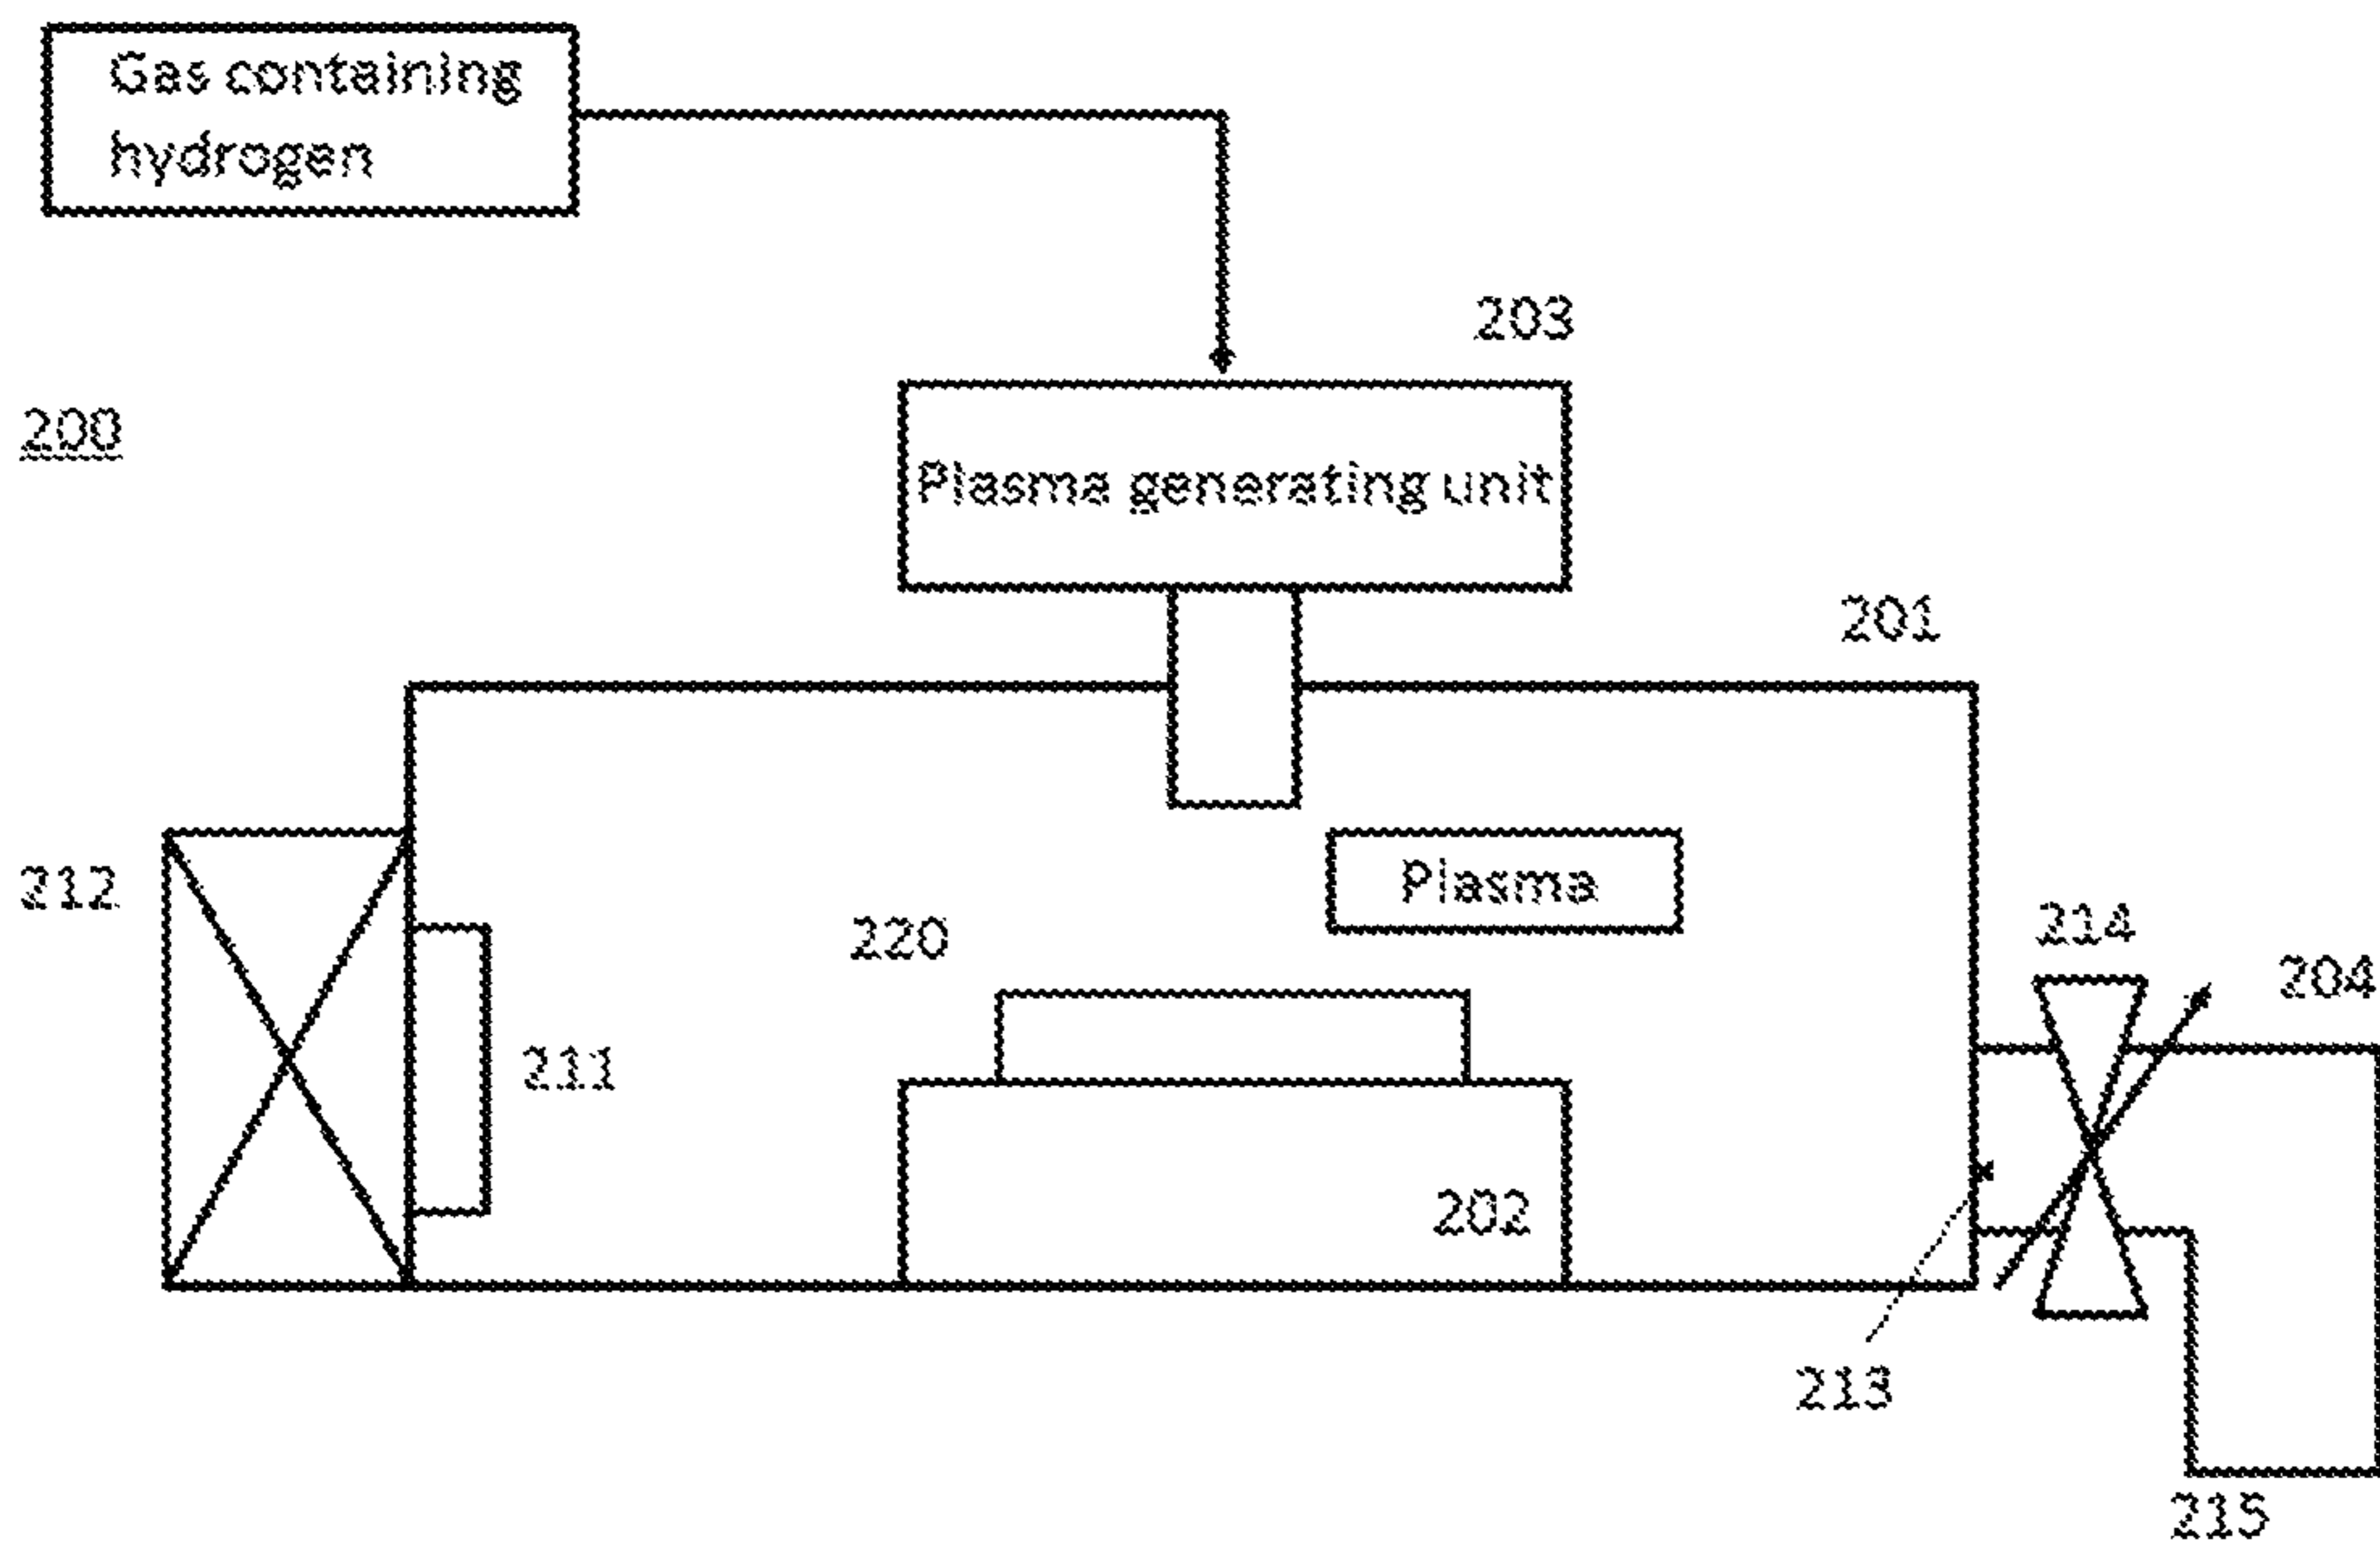 Gas containing
hydrogen
203
200
Plasma generating unit
201
212
Plasma
214
220
204
211
202
213
215